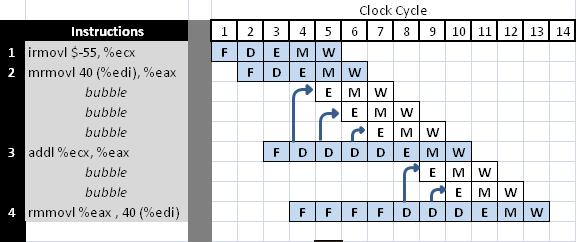 Clock Cycle
Instructions 1 2 3 4 5 6 7 8 9 10 11 12 13 14
1 irmovl $-55, %ecx F D E M W
2 mrmovl 40 (%edi), %eax F D E M W
bubble E M W
bubble E M W
bubble E M W
3 addl %ecx, %eax F D D D D E M W
bubble E M W
bubble E M W
4 rmmovl %eax , 40 (%edi) F F F F D D D E M W